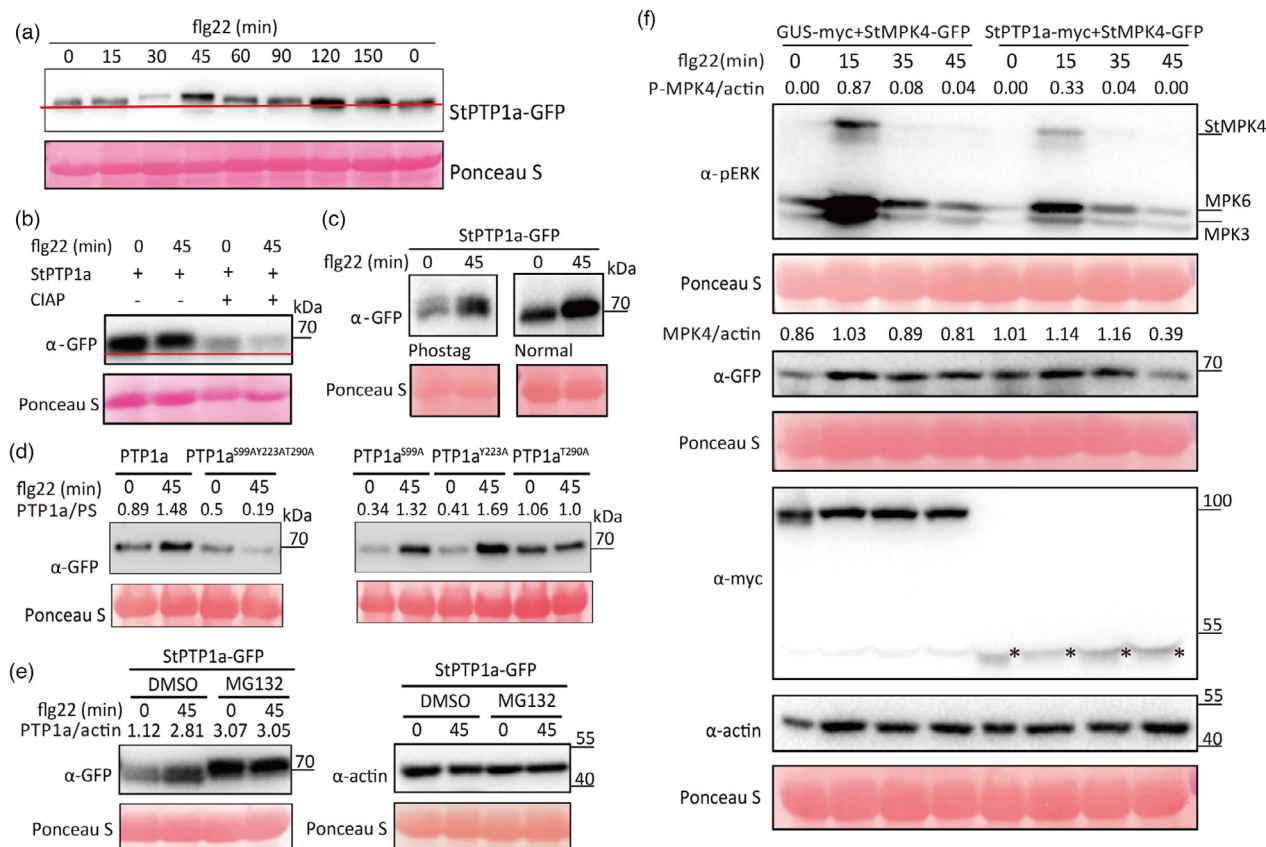 (a)
flg22 (min)
0 15 30 45 60 90 120 150 0
StPTP1a-GFP
Ponceau S
(b)
flg22 (min) 0 45 0 45
StPTP1a + + + +
CIAP - - + + kDa
70
α-GFP
Ponceau S
(c)
StPTP1a-GFP
flg22 (min) 0 45 0 45 kDa
70
α-GFP
Phostag Normal
Ponceau S
(d)
PTP1a PTP1aS99AY223AT290A
flg22 (min) 0 45 0 45
PTP1a/PS 0.89 1.48 0.5 0.19 kDa
70
α-GFP
Ponceau S
PTP1aS99A PTP1aY223A PTP1aT290A
0 45 0 45 0 45
0.34 1.32 0.41 1.69 1.06 1.0 kDa
70
(e)
StPTP1a-GFP
DMSO MG132
flg22 (min) 0 45 0 45
PTP1a/actin 1.12 2.81 3.07 3.05
70
α-GFP
Ponceau S
StPTP1a-GFP
DMSO MG132
0 45 0 45
55
α-actin
40
Ponceau S
(f)
GUS-myc+StMPK4-GFP StPTP1a-myc+StMPK4-GFP
flg22(min) 0 15 35 45 0 15 35 45
P-MPK4/actin 0.00 0.87 0.08 0.04 0.00 0.33 0.04 0.00
StMPK4
α-pERK
MPK6
MPK3
Ponceau S
MPK4/actin 0.86 1.03 0.89 0.81 1.01 1.14 1.16 0.39
70
α-GFP
Ponceau S
100
α-myc
55
* * * *
55
α-actin
40
Ponceau S